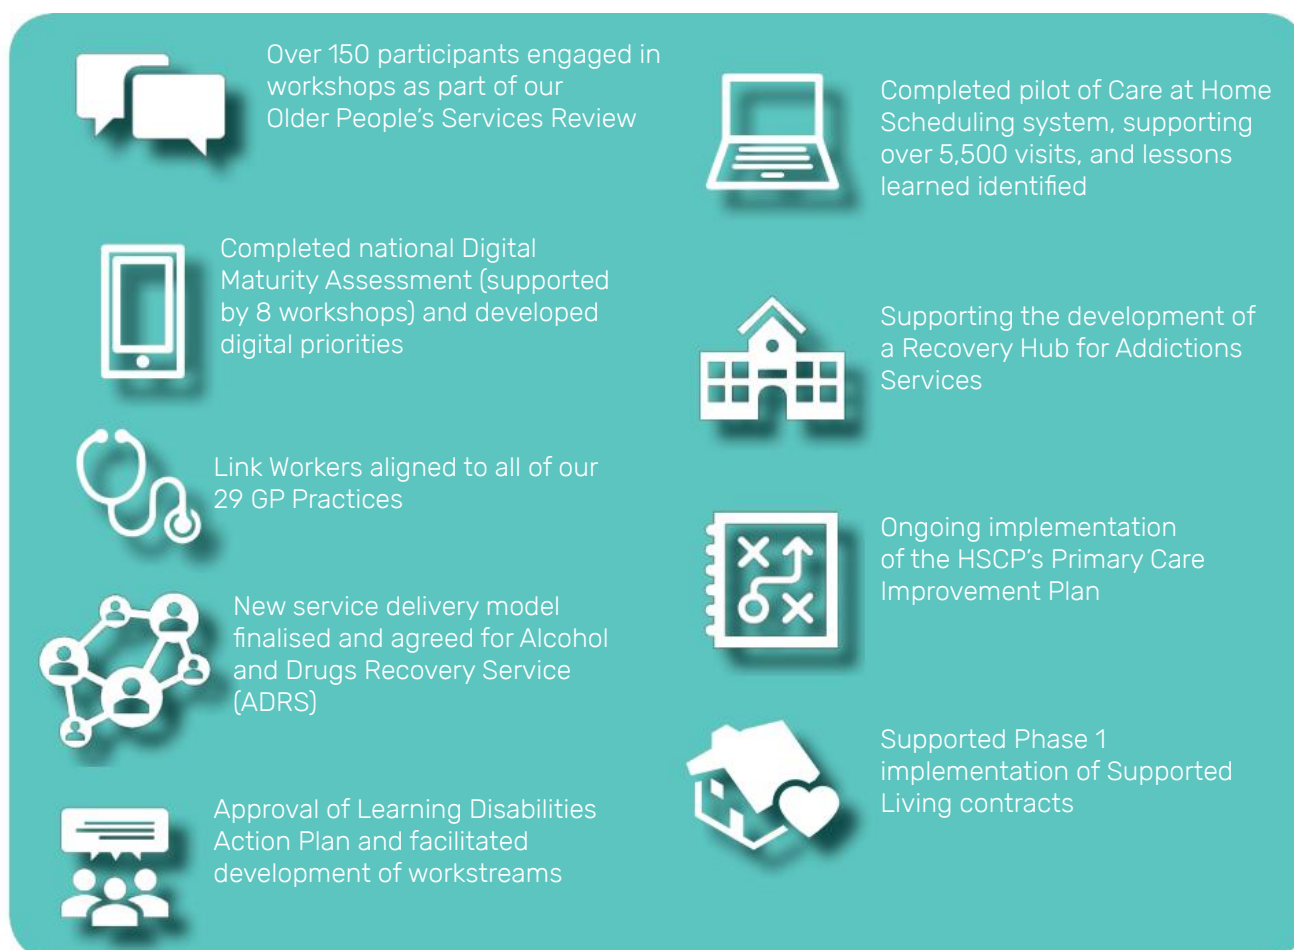 Over 150 participants engaged in
workshops as part of our
Older People's Services Review
Completed national Digital
Maturity Assessment (supported
by 8 workshops) and developed
digital priorities
Link Workers aligned to all of our
29 GP Practices
New service delivery model
finalised and agreed for Alcohol
and Drugs Recovery Service
(ADRS)
Approval of Learning Disabilities
Action Plan and facilitated
development of workstreams
Completed pilot of Care at Home
Scheduling system, supporting
over 5,500 visits, and lessons
learned identified
Supporting the development of
a Recovery Hub for Addictions
Services
Ongoing implementation
of the HSCP's Primary Care
Improvement Plan
Supported Phase 1
implementation of Supported
Living contracts